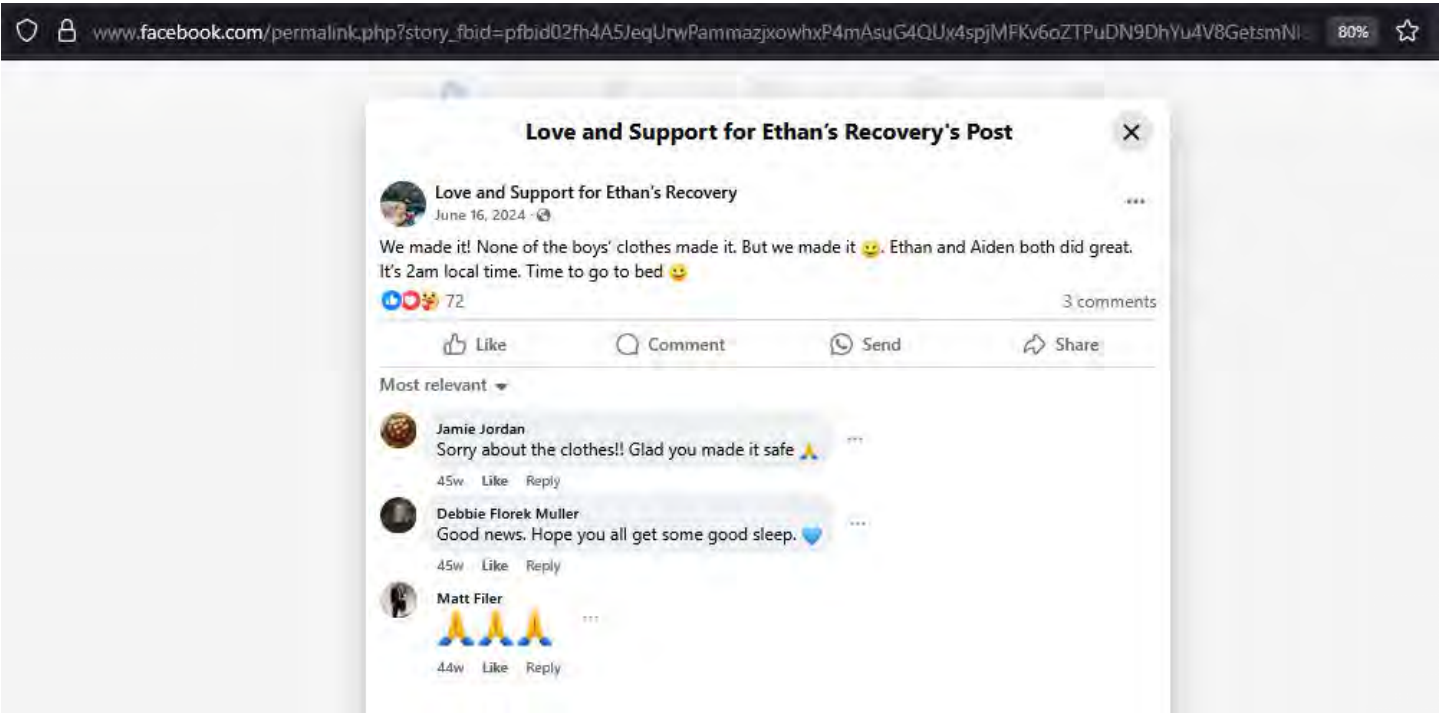 www.facebook.com/permalink.php?story_fbid=pfbid02fh4A5JeqUrwPammazjxowhxP4mAsuG4QUx4spjMFKv6oZTPuDN9DhYu4V8GetsmN 80%
Love and Support for Ethan's Recovery's Post
Love and Support for Ethan's Recovery
June 16, 2024 ·
We made it! None of the boys' clothes made it. But we made it 🙂. Ethan and Aiden both did great.
It's 2am local time. Time to go to bed 🙂
72 3 comments
Like Comment Send Share
Most relevant
Jamie Jordan
Sorry about the clothes!! Glad you made it safe 🙏
45w Like Reply
Debbie Florek Muller
Good news. Hope you all get some good sleep. 💙
45w Like Reply
Matt Filer
🙏🙏🙏
44w Like Reply